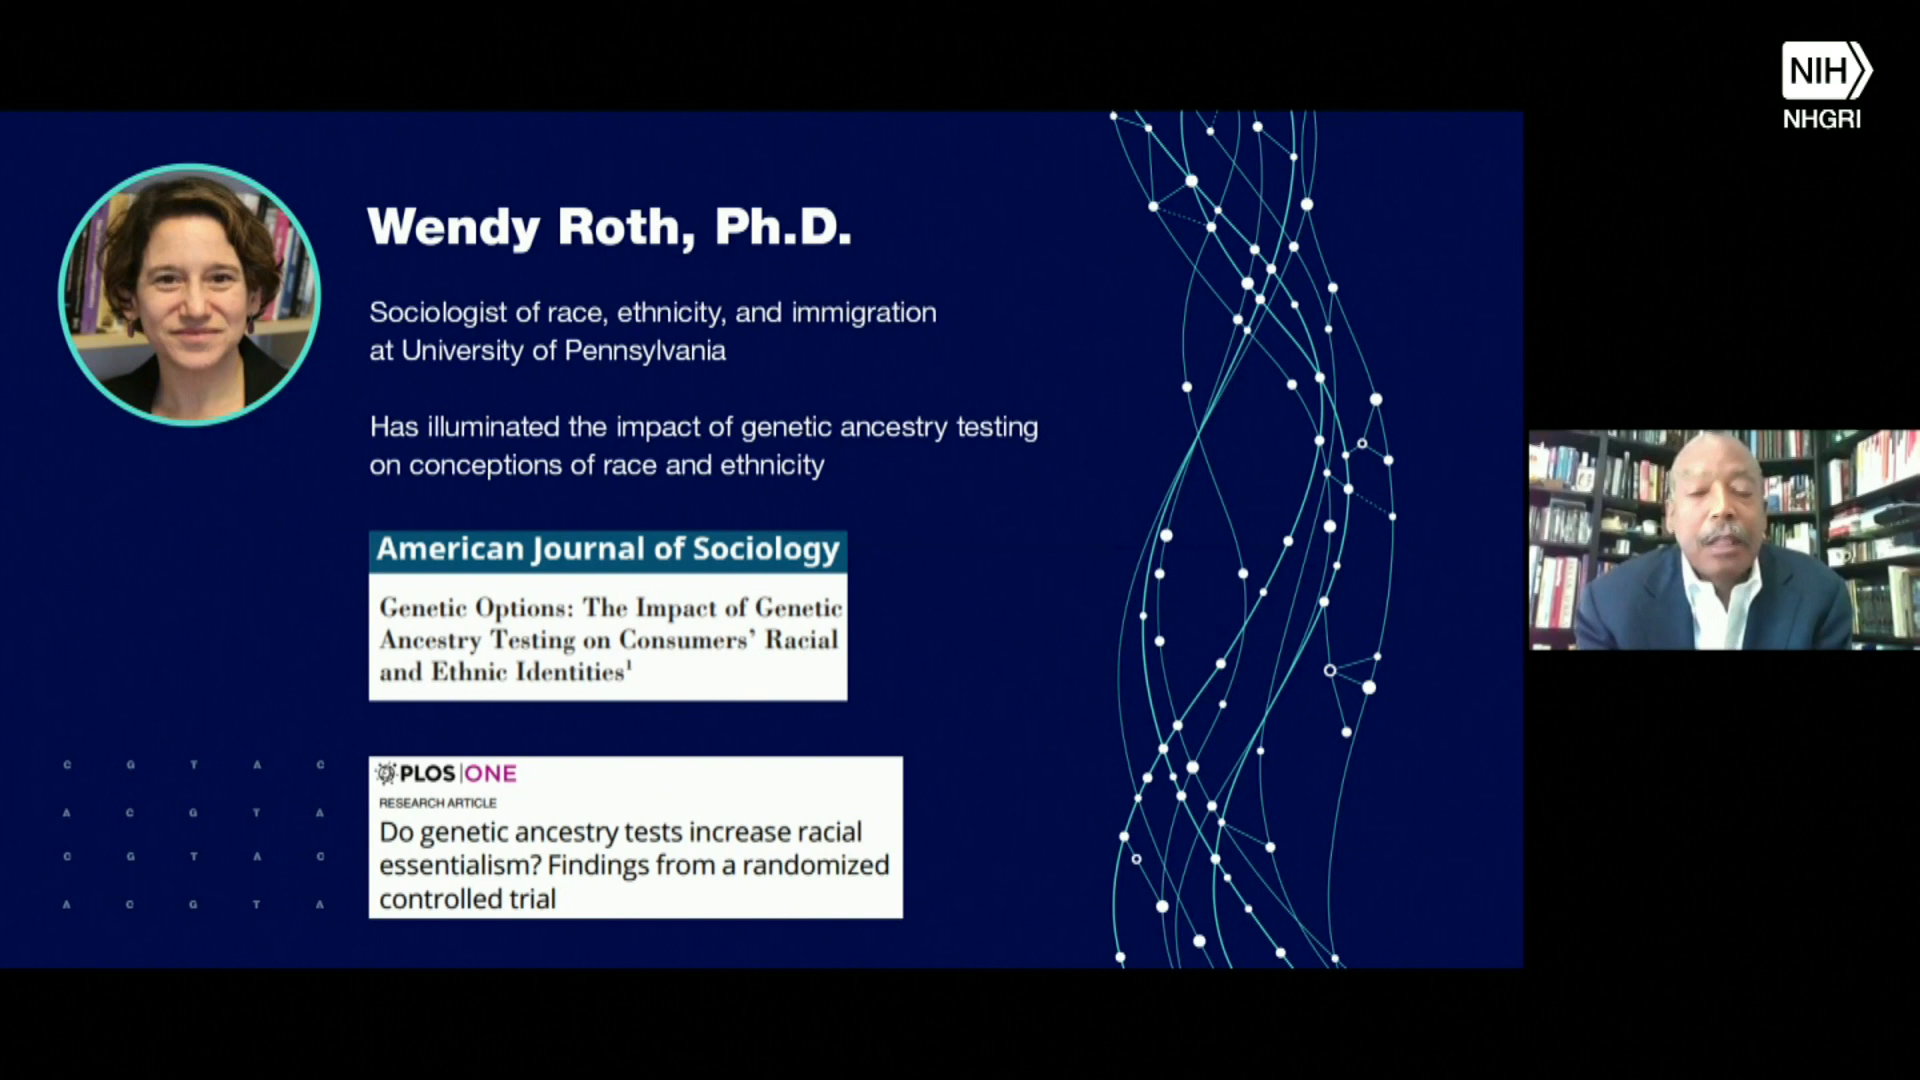 NIH
NHGRI
Wendy Roth, Ph.D.
Sociologist of race, ethnicity, and immigration
at University of Pennsylvania
Has illuminated the impact of genetic ancestry testing
on conceptions of race and ethnicity
American Journal of Sociology
Genetic Options: The Impact of Genetic
Ancestry Testing on Consumers’ Racial
and Ethnic Identities¹
PLOS|ONE
RESEARCH ARTICLE
Do genetic ancestry tests increase racial
essentialism? Findings from a randomized
controlled trial
C G T A C
A C G T A
C G T A C
A C G T A